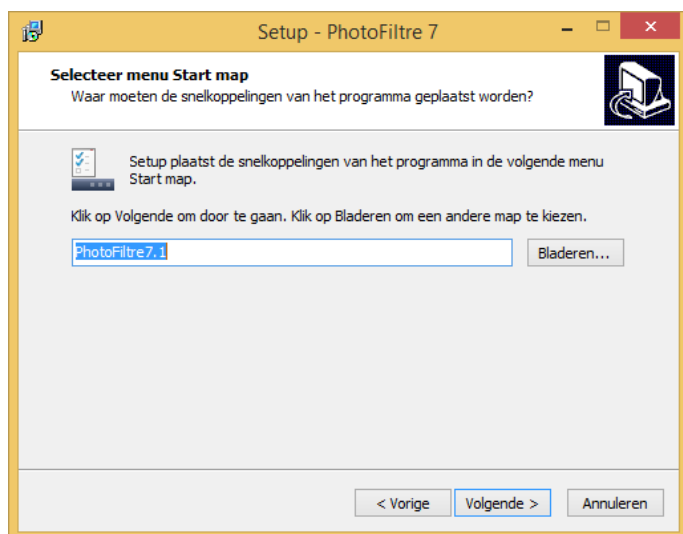 Setup - PhotoFiltre 7
Selecteer menu Start map
Waar moeten de snelkoppelingen van het programma geplaatst worden?
Setup plaatst de snelkoppelingen van het programma in de volgende menu
Start map.
Klik op Volgende om door te gaan. Klik op Bladeren om een andere map te kiezen.
PhotoFiltre7.1
Bladeren...
< Vorige
Volgende >
Annuleren